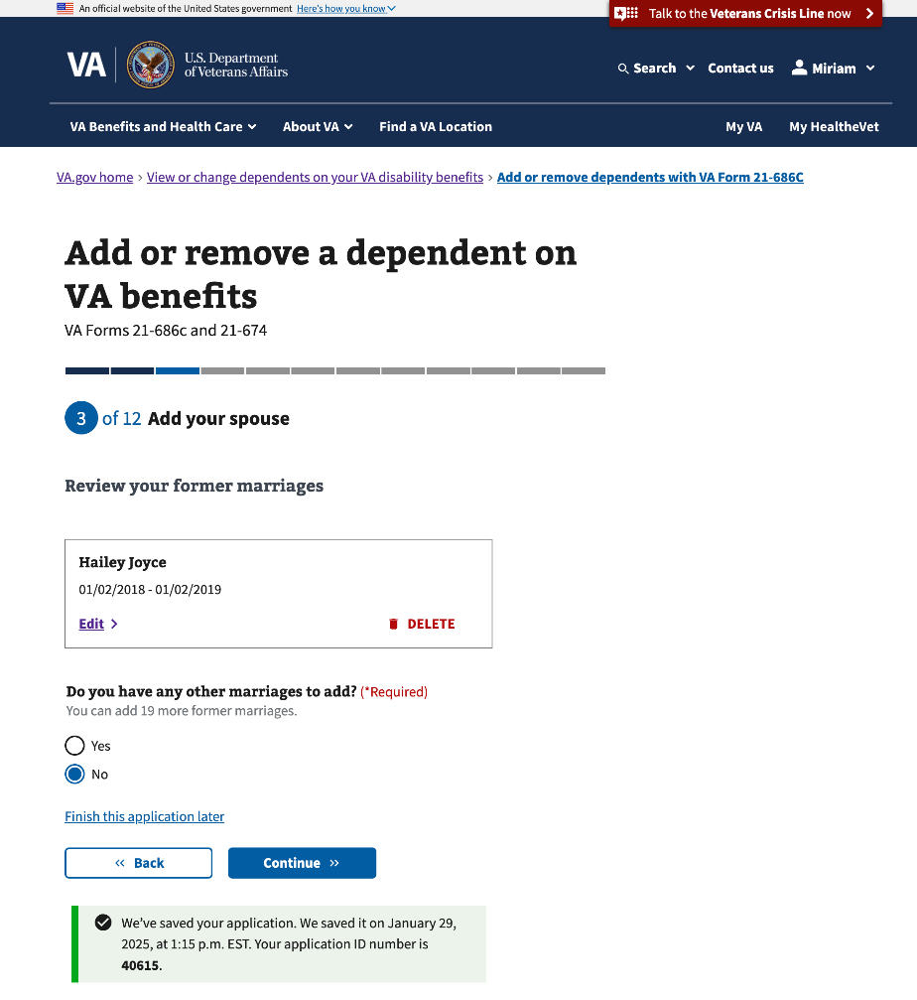 An official website of the United States government Here's how you know
Talk to the Veterans Crisis Line now
VA
U.S. Department
of Veterans Affairs
Search
Contact us
Miriam
VA Benefits and Health Care
About VA
Find a VA Location
My VA
My HealtheVet
VA.gov home › View or change dependents on your VA disability benefits › Add or remove dependents with VA Form 21-686C
Add or remove a dependent on
VA benefits
VA Forms 21-686c and 21-674
3 of 12 Add your spouse
Review your former marriages
Hailey Joyce
01/02/2018 - 01/02/2019
Edit
DELETE
Do you have any other marriages to add? (*Required)
You can add 19 more former marriages.
Yes
No
Finish this application later
Back
Continue
We’ve saved your application. We saved it on January 29,
2025, at 1:15 p.m. EST. Your application ID number is
40615.